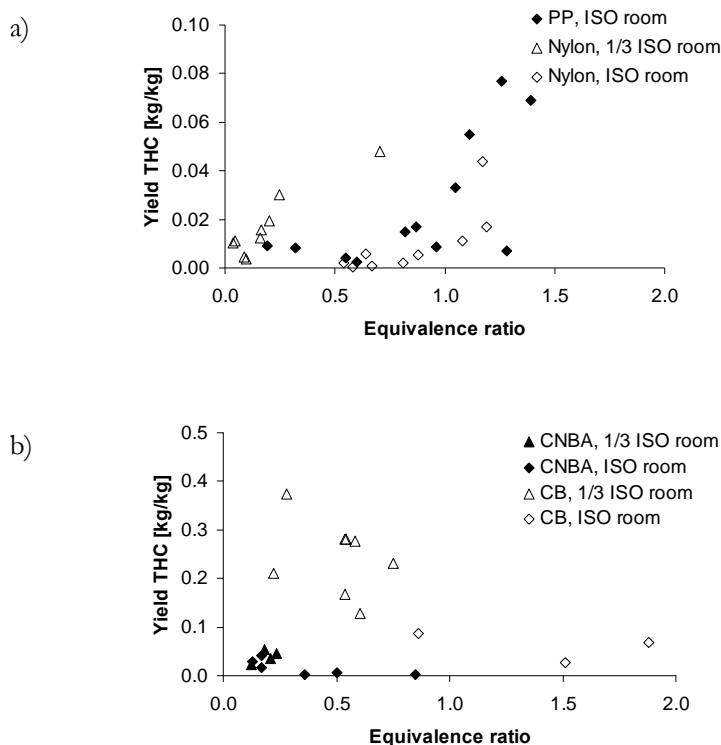 a)
PP, ISO room
Nylon, 1/3 ISO room
Nylon, ISO room
Yield THC [kg/kg]
0.10
0.08
0.06
0.04
0.02
0.00
0.0 0.5 1.0 1.5 2.0
Equivalence ratio
b)
CNBA, 1/3 ISO room
CNBA, ISO room
CB, 1/3 ISO room
CB, ISO room
Yield THC [kg/kg]
0.5
0.4
0.3
0.2
0.1
0.0
0.0 0.5 1.0 1.5 2.0
Equivalence ratio